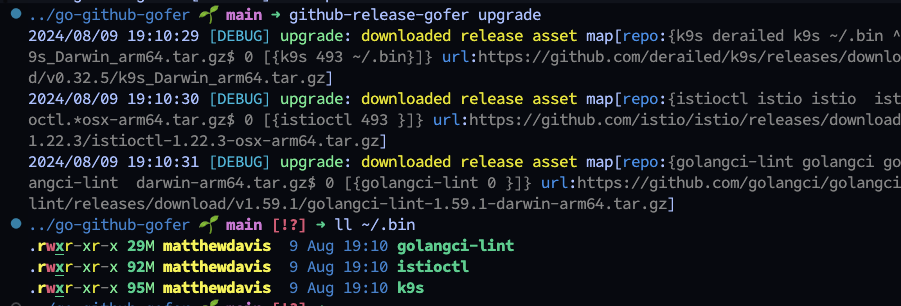 ../go-github-gofer main → github-release-gofer upgrade
2024/08/09 19:10:29 [DEBUG] upgrade: downloaded release asset map[repo:{k9s derailed k9s ~/.bin ^
9s_Darwin_arm64.tar.gz$ 0 [{k9s 493 ~/.bin}]} url:https://github.com/derailed/k9s/releases/downlo
d/v0.32.5/k9s_Darwin_arm64.tar.gz]
2024/08/09 19:10:30 [DEBUG] upgrade: downloaded release asset map[repo:{istioctl istio istio  ist
octl.*osx-arm64.tar.gz$ 0 [{istioctl 493 }]} url:https://github.com/istio/istio/releases/download
1.22.3/istioctl-1.22.3-osx-arm64.tar.gz]
2024/08/09 19:10:31 [DEBUG] upgrade: downloaded release asset map[repo:{golangci-lint golangci go
angci-lint  darwin-arm64.tar.gz$ 0 [{golangci-lint 0 }]} url:https://github.com/golangci/golangci
lint/releases/download/v1.59.1/golangci-lint-1.59.1-darwin-arm64.tar.gz]
../go-github-gofer main [!?] → ll ~/.bin
.rwxr-xr-x 29M matthewdavis 9 Aug 19:10 golangci-lint
.rwxr-xr-x 92M matthewdavis 9 Aug 19:10 istioctl
.rwxr-xr-x 95M matthewdavis 9 Aug 19:10 k9s